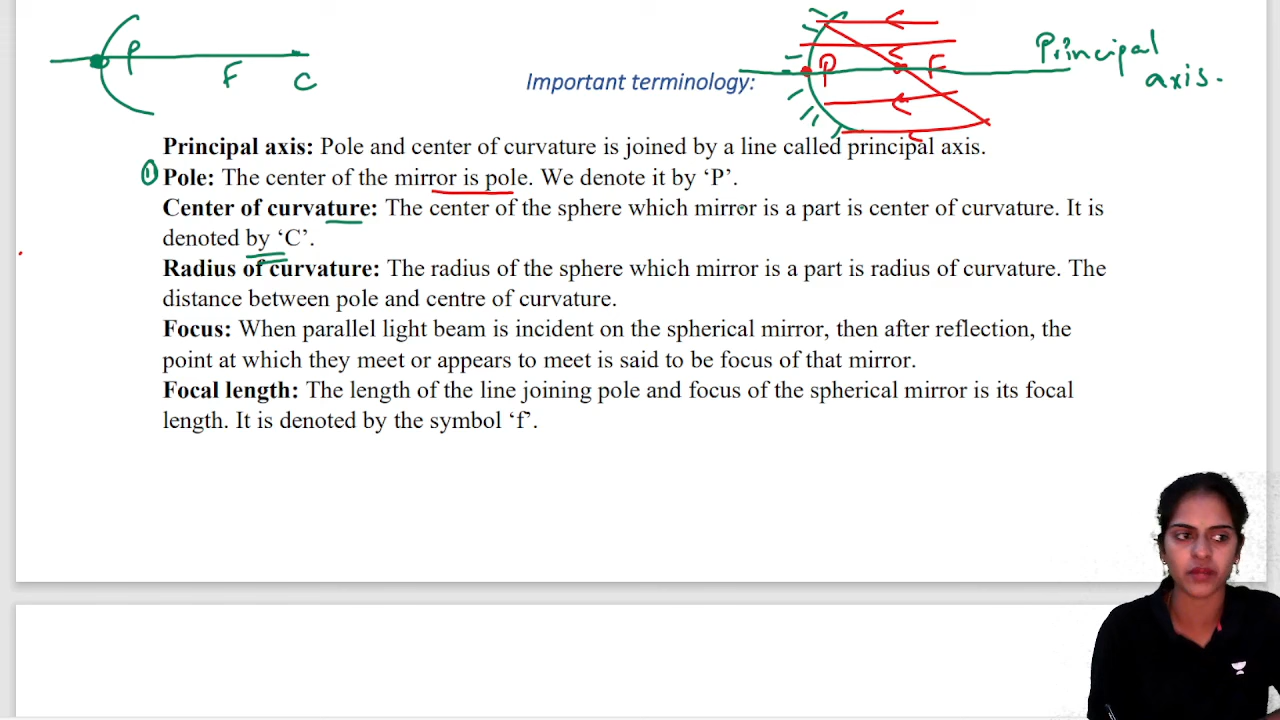 P
F
C
P
F
Principal
axis.
Important terminology:
Principal axis: Pole and center of curvature is joined by a line called principal axis.
① Pole: The center of the mirror is pole. We denote it by ‘P’.
Center of curvature: The center of the sphere which mirror is a part is center of curvature. It is
denoted by ‘C’.
Radius of curvature: The radius of the sphere which mirror is a part is radius of curvature. The
distance between pole and centre of curvature.
Focus: When parallel light beam is incident on the spherical mirror, then after reflection, the
point at which they meet or appears to meet is said to be focus of that mirror.
Focal length: The length of the line joining pole and focus of the spherical mirror is its focal
length. It is denoted by the symbol ‘f’.